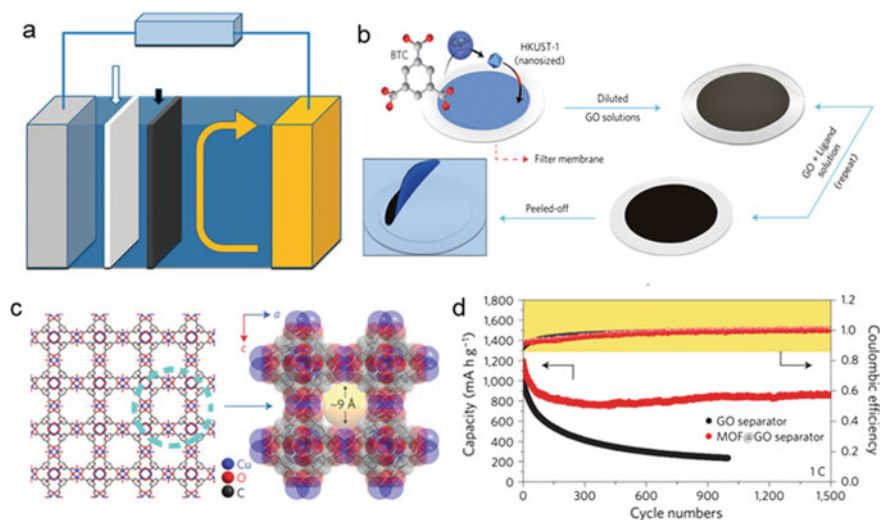 a
b
BTC
Cu²⁺
HKUST-1
(nanosized)
Diluted
GO solutions
Filter membrane
GO + Ligand
solution
(repeat)
Peeled-off
c
a
c
~9 Å
Cu
O
C
d
Capacity (mA h g⁻¹)
1,800
1,600
1,400
1,200
1,000
800
600
400
200
0
1.2
1.0
0.8
0.6
0.4
0.2
0.0
Coulombic efficiency
GO separator
MOF@GO separator
1 C
0
300
600
900
1,200
1,500
Cycle numbers